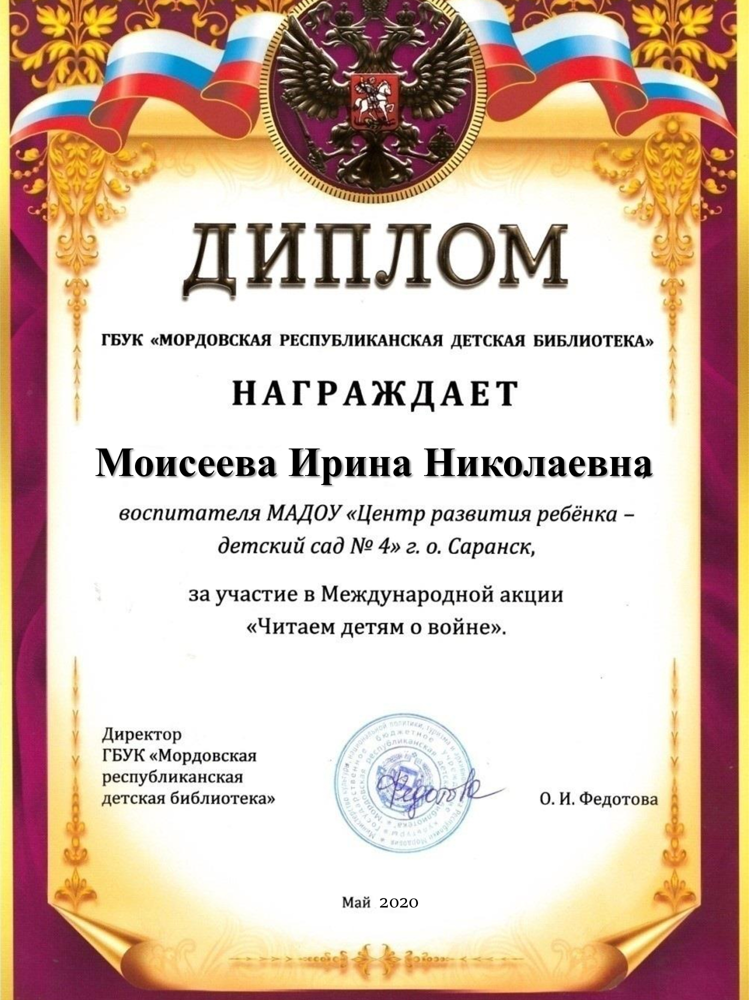 ДИПЛОМ
ГБУК «МОРДОВСКАЯ РЕСПУБЛИКАНСКАЯ ДЕТСКАЯ БИБЛИОТЕКА»
НАГРАЖДАЕТ
Моисеева Ирина Николаевна,
воспитателя МАДОУ «Центр развития ребёнка –
детский сад № 4» г. о. Саранск,
за участие в Международной акции
«Читаем детям о войне».
Директор
ГБУК «Мордовская
республиканская
детская библиотека»
Федотова
О. И. Федотова
Май 2020